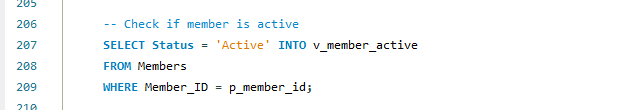 205
206 -- Check if member is active
207 SELECT Status = 'Active' INTO v_member_active
208 FROM Members
209 WHERE Member_ID = p_member_id;
210